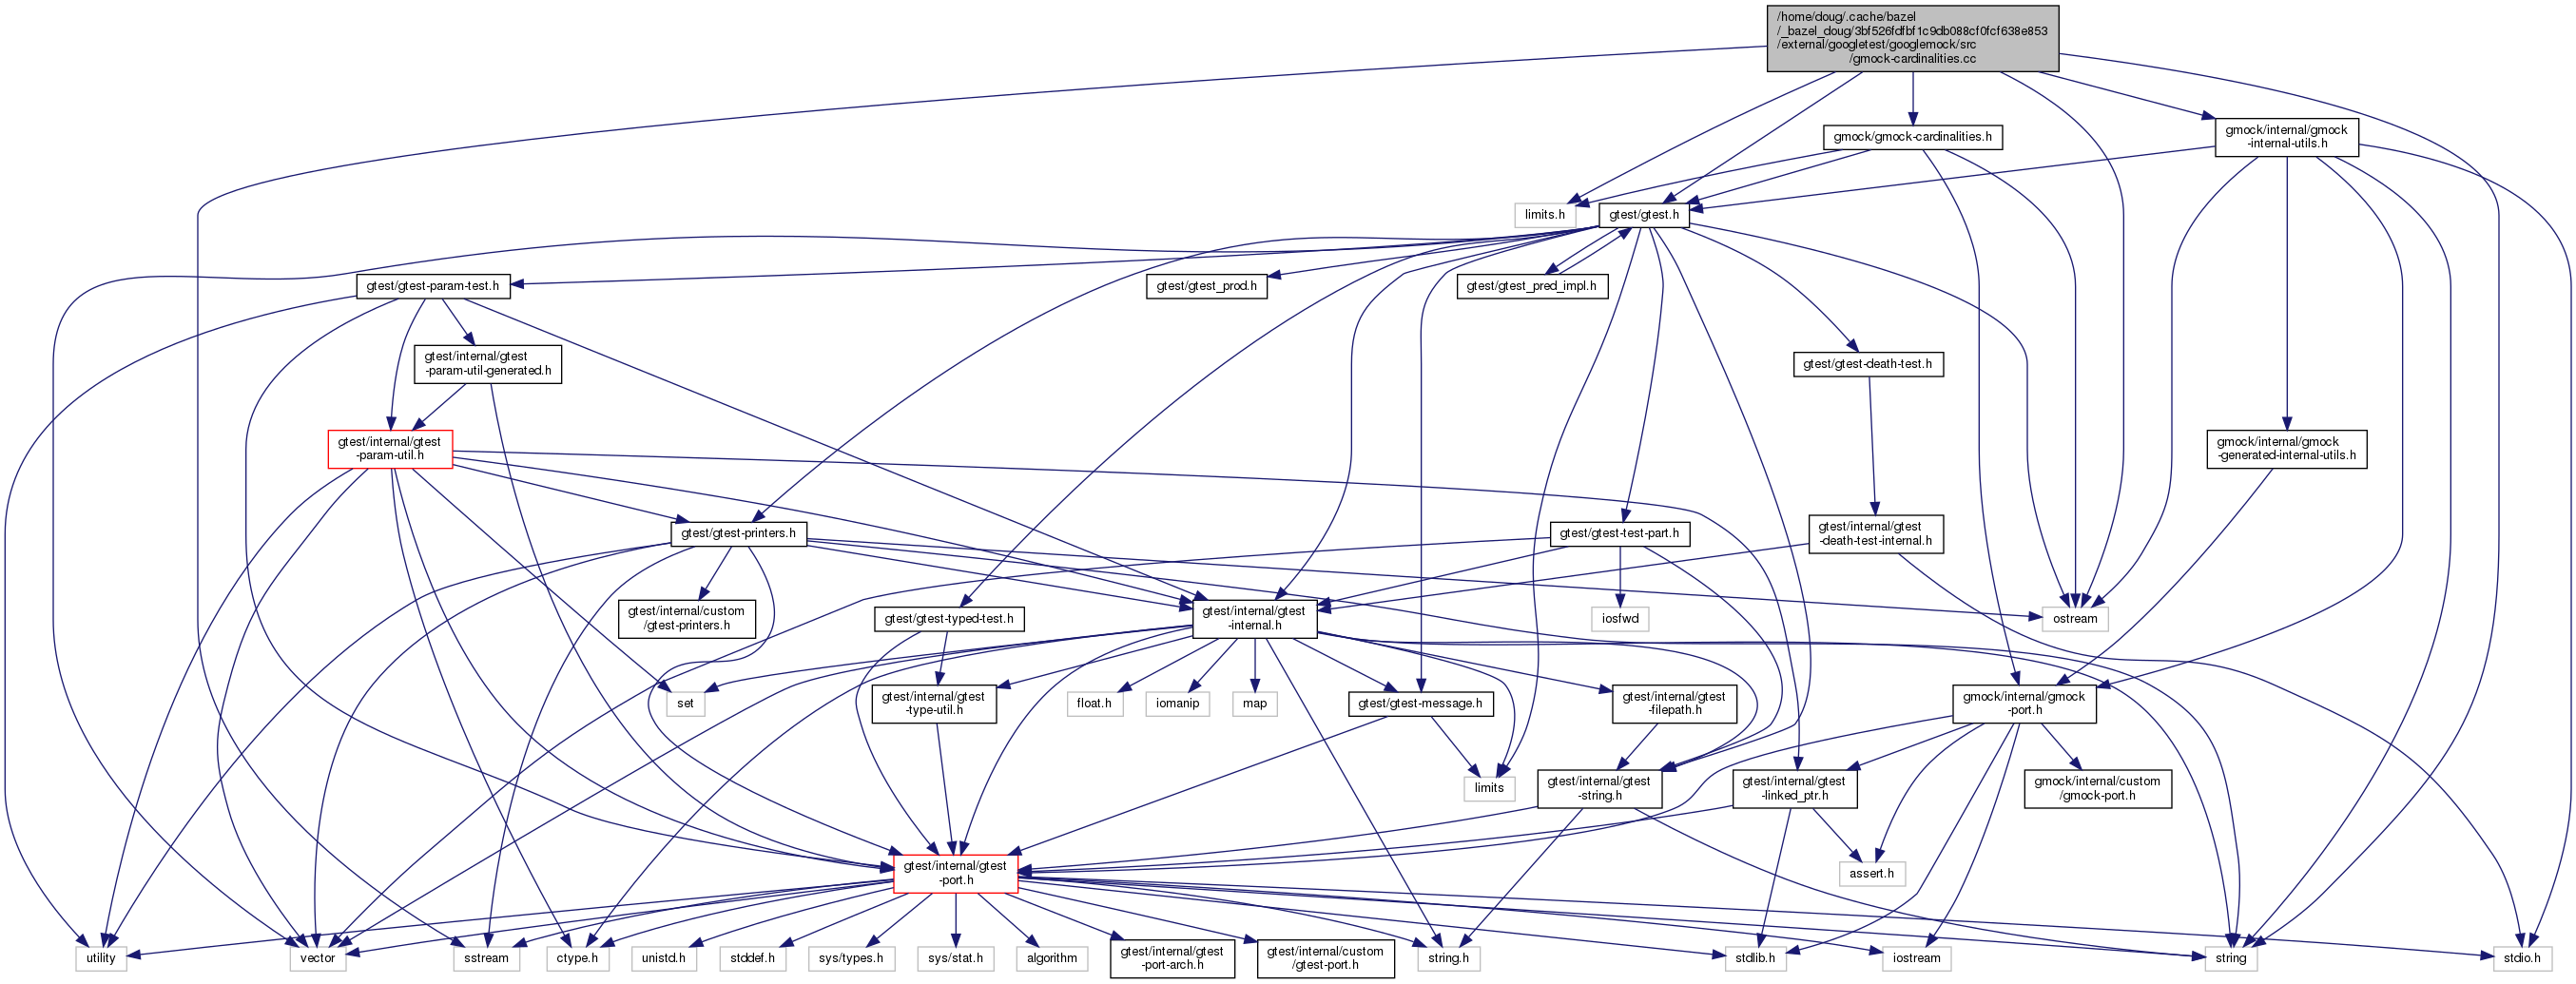 /home/doug/.cache/bazel
/_bazel_doug/3bf526fdfbf1c9db088cf0fcf638e853
/external/googletest/googlemock/src
/gmock-cardinalities.cc
gmock/gmock-cardinalities.h
gmock/internal/gmock
-internal-utils.h
limits.h
gtest/gtest.h
gtest/gtest-param-test.h
gtest/gtest_prod.h
gtest/gtest_pred_impl.h
gtest/internal/gtest
-param-util-generated.h
gtest/gtest-death-test.h
gtest/internal/gtest
-param-util.h
gmock/internal/gmock
-generated-internal-utils.h
gtest/gtest-printers.h
gtest/gtest-test-part.h
gtest/internal/gtest
-death-test-internal.h
gtest/internal/custom
/gtest-printers.h
gtest/gtest-typed-test.h
gtest/internal/gtest
-internal.h
iosfwd
ostream
set
gtest/internal/gtest
-type-util.h
float.h
iomanip
map
gtest/gtest-message.h
gtest/internal/gtest
-filepath.h
gmock/internal/gmock
-port.h
limits
gtest/internal/gtest
-string.h
gtest/internal/gtest
-linked_ptr.h
gmock/internal/custom
/gmock-port.h
gtest/internal/gtest
-port.h
assert.h
utility
vector
sstream
ctype.h
unistd.h
stddef.h
sys/types.h
sys/stat.h
algorithm
gtest/internal/gtest
-port-arch.h
gtest/internal/custom
/gtest-port.h
string.h
stdlib.h
iostream
string
stdio.h